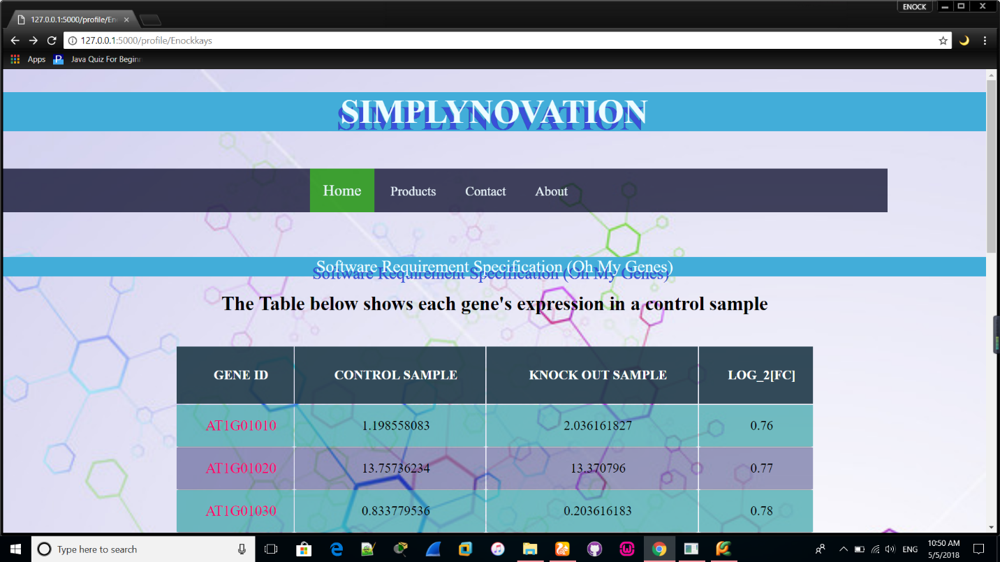 ENOCK
127.0.0.1:5000/profile/En
127.0.0.1:5000/profile/Enockkays
Apps P Java Quiz For Beginn
SIMPLYNOVATION
Home Products Contact About
Software Requirement Specification (Oh My Genes)
The Table below shows each gene's expression in a control sample
GENE ID CONTROL SAMPLE KNOCK OUT SAMPLE LOG_2[FC]
AT1G01010 1.198558083 2.036161827 0.76
AT1G01020 13.75736234 13.370796 0.77
AT1G01030 0.833779536 0.203616183 0.78
Type here to search
ENG
10:50 AM
5/5/2018